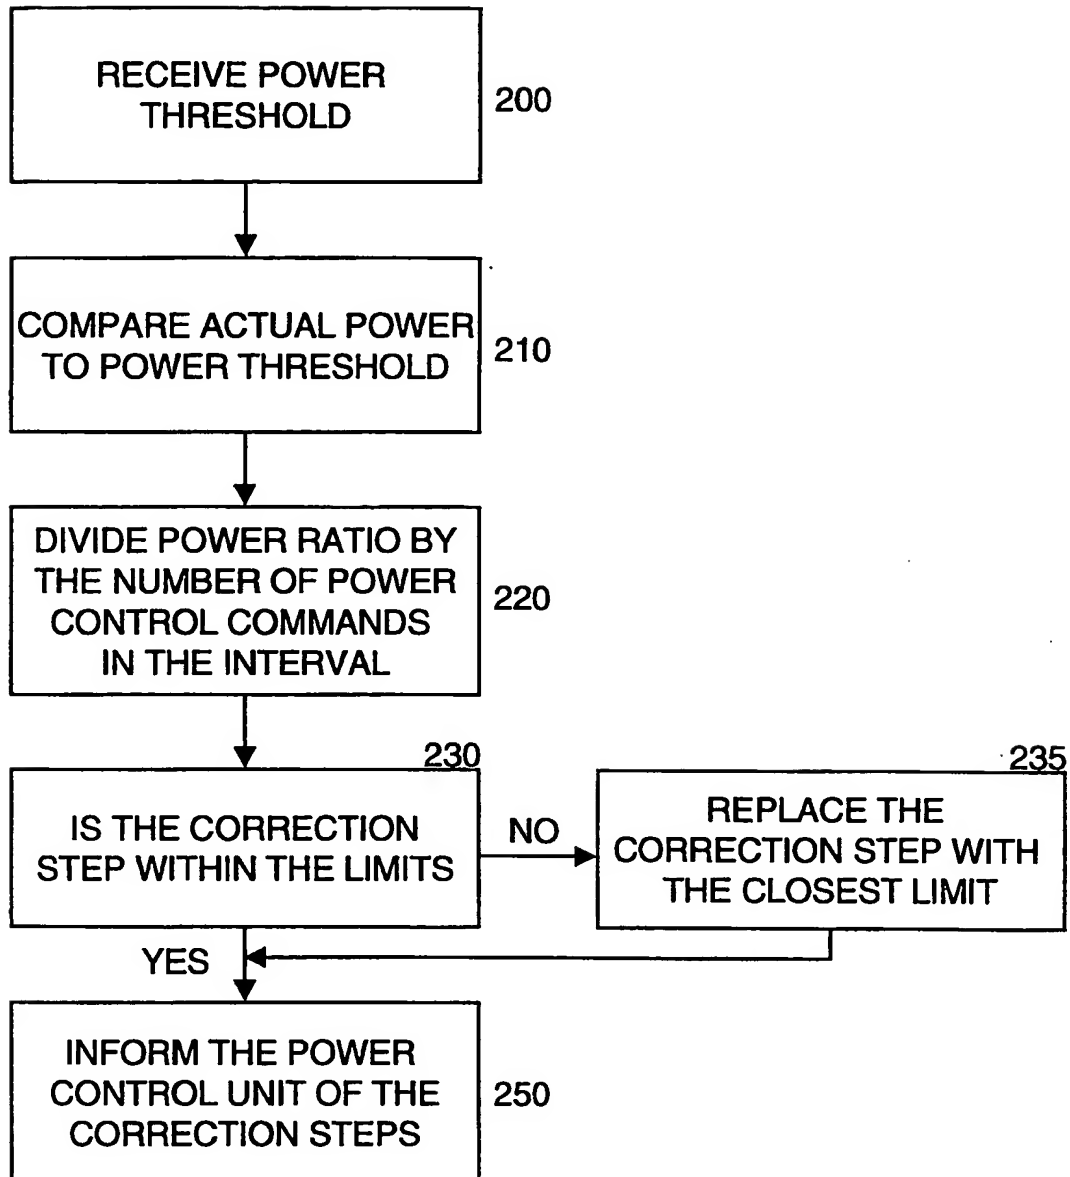 RECEIVE POWER
THRESHOLD
200
COMPARE ACTUAL POWER
TO POWER THRESHOLD
210
DIVIDE POWER RATIO BY
THE NUMBER OF POWER
CONTROL COMMANDS
IN THE INTERVAL
220
230
IS THE CORRECTION
STEP WITHIN THE LIMITS
NO
235
REPLACE THE
CORRECTION STEP WITH
THE CLOSEST LIMIT
YES
INFORM THE POWER
CONTROL UNIT OF THE
CORRECTION STEPS
250